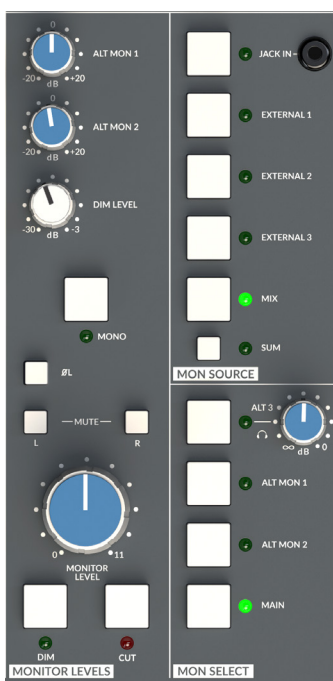 0
ALT MON 1
-20 +20
dB
0
ALT MON 2
-20 +20
dB
DIM LEVEL
-30 -3
dB
MONO
ØL
MUTE
L R
0 11
MONITOR
LEVEL
DIM CUT
MONITOR LEVELS
JACK IN
EXTERNAL 1
EXTERNAL 2
EXTERNAL 3
MIX
SUM
MON SOURCE
ALT 3
∞ 0
dB
ALT MON 1
ALT MON 2
MAIN
MON SELECT